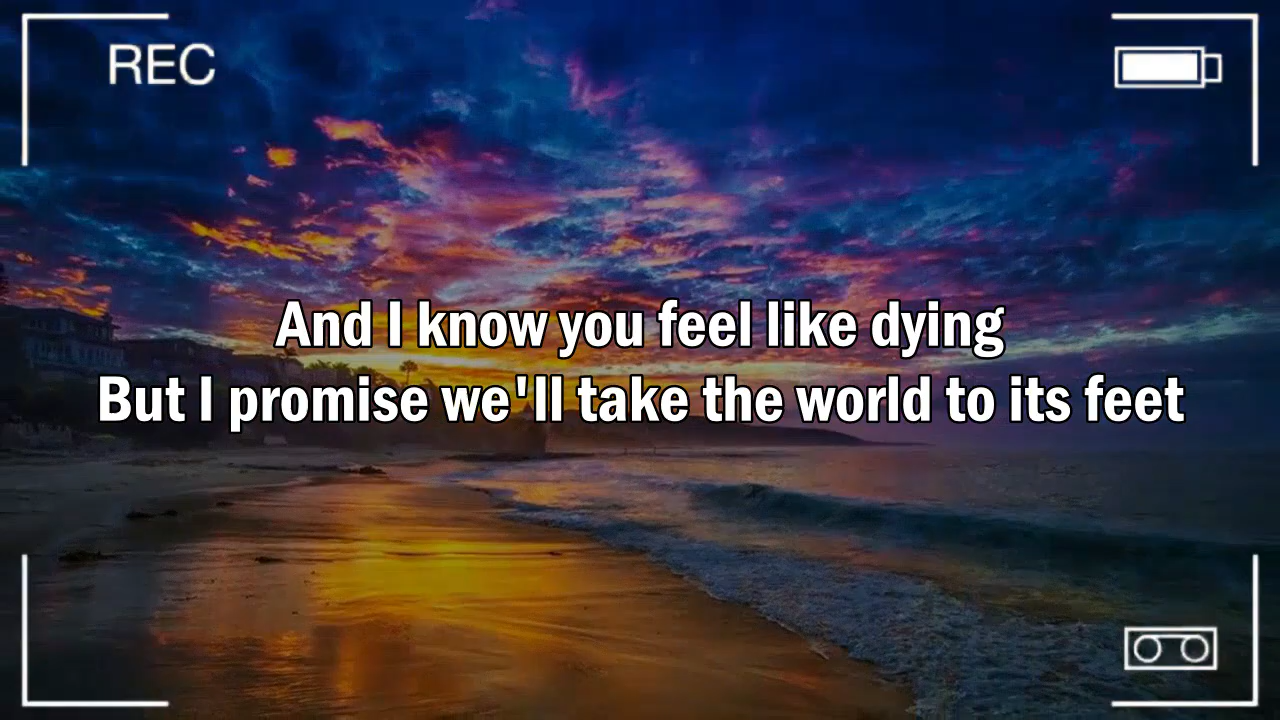 REC
And I know you feel like dying
But I promise we'll take the world to its feet